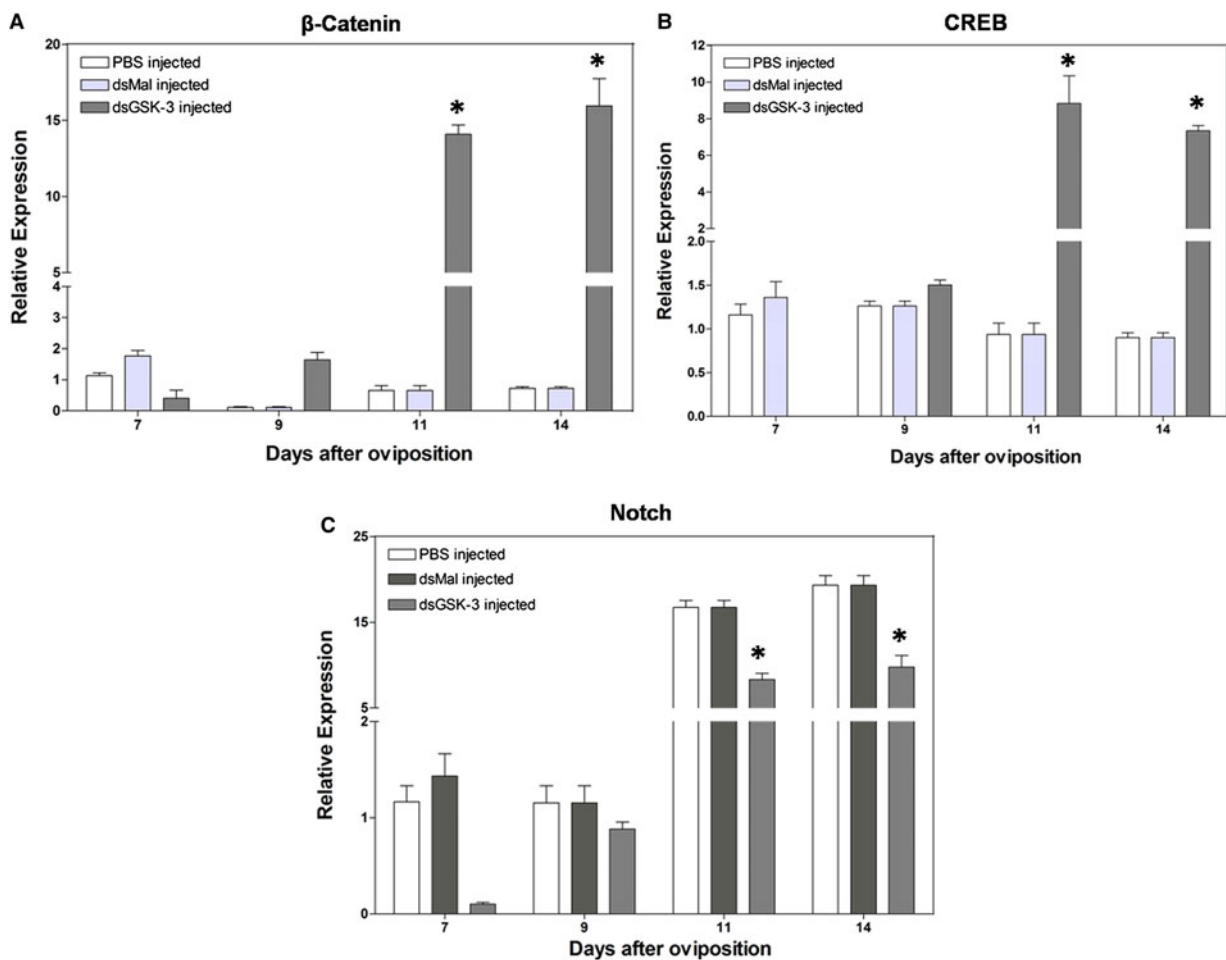 A
β-Catenin
20
15
10
5
4
3
2
1
0
PBS injected
dsMal injected
dsGSK-3 injected
*
*
Relative Expression
7 9 11 14
Days after oviposition
B
CREB
12
10
8
6
4
2
2.0
1.5
1.0
0.5
0.0
PBS injected
dsMal injected
dsGSK-3 injected
*
*
Relative Expression
7 9 11 14
Days after oviposition
C
Notch
25
15
5
2
1
0
PBS injected
dsMal injected
dsGSK-3 injected
*
*
Relative Expression
7 9 11 14
Days after oviposition